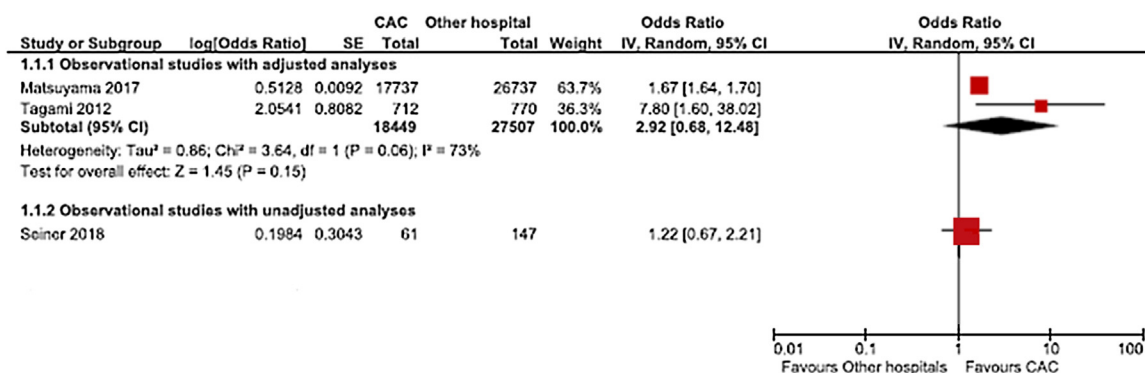 CAC Other hospital Odds Ratio Odds Ratio
Study or Subgroup log[Odds Ratio] SE Total Total Weight IV, Random, 95% CI IV, Random, 95% CI
1.1.1 Observational studies with adjusted analyses
Matsuyama 2017 0.5128 0.0092 17737 26737 63.7% 1.67 [1.64, 1.70]
Tagami 2012 2.0541 0.8082 712 770 36.3% 7.80 [1.60, 38.02]
Subtotal (95% CI) 18449 27507 100.0% 2.92 [0.68, 12.48]
Heterogeneity: Tau² = 0.86; Chi² = 3.64, df = 1 (P = 0.06); I² = 73%
Test for overall effect: Z = 1.45 (P = 0.15)
1.1.2 Observational studies with unadjusted analyses
Seiner 2018 0.1984 0.3043 61 147 1.22 [0.67, 2.21]
0.01 0.1 1 10 100
Favours Other hospitals Favours CAC